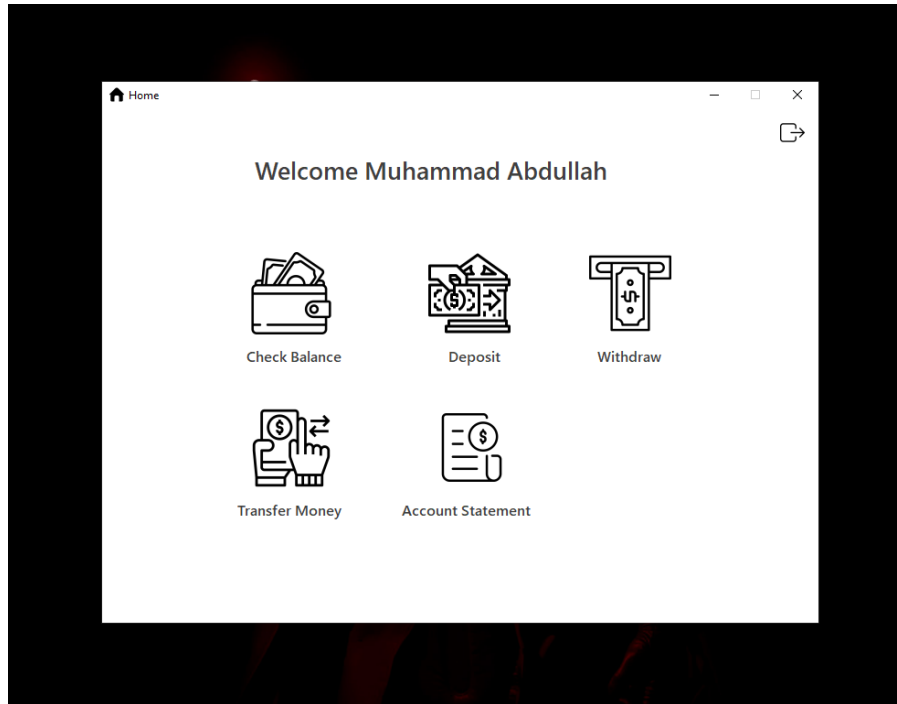 Home
Welcome Muhammad Abdullah
Check Balance
Deposit
Withdraw
Transfer Money
Account Statement